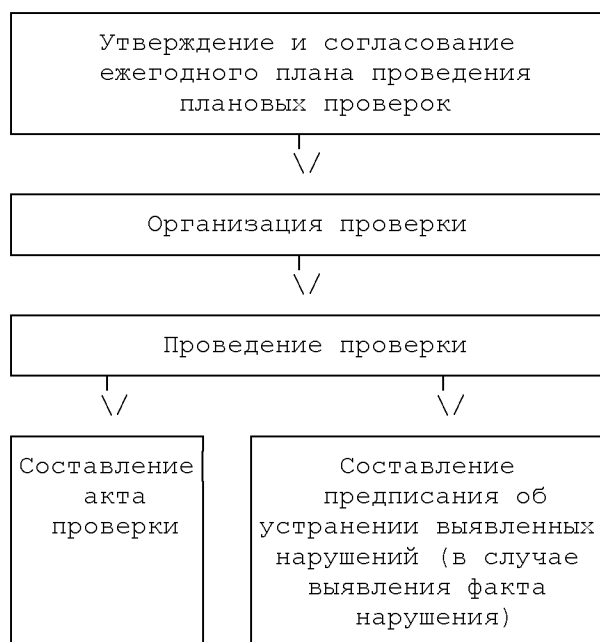 Утверждение и согласование
ежегодного плана проведения
плановых проверок
Организация проверки
Проведение проверки
Составление
акта
проверки
Составление
предписания об
устранении выявленных
нарушений (в случае
выявления факта
нарушения)